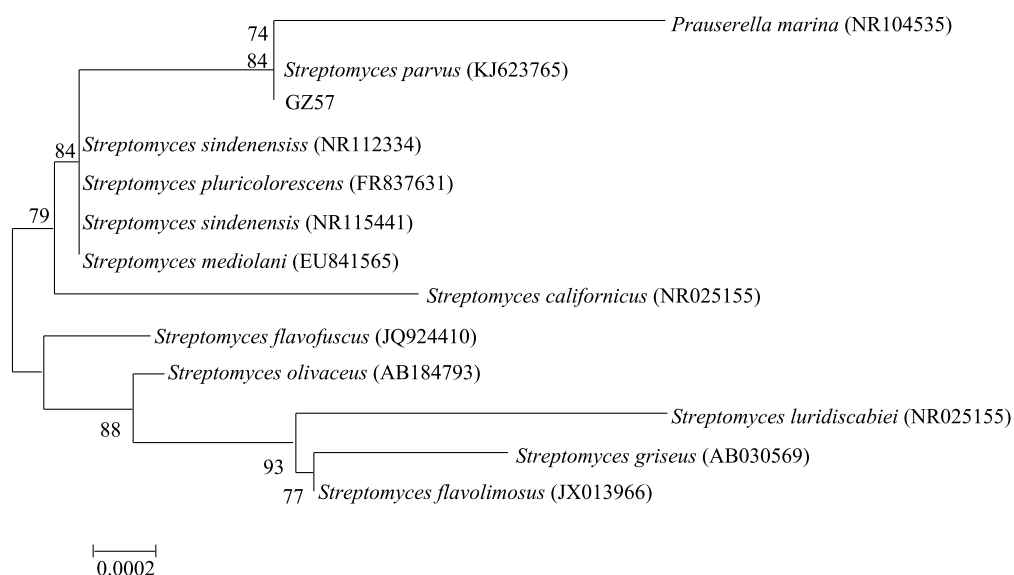 Prauserella marina (NR104535)
74
84
Streptomyces parvus (KJ623765)
GZ57
84
Streptomyces sindenensiss (NR112334)
Streptomyces pluricolorescens (FR837631)
79
Streptomyces sindenensis (NR115441)
Streptomyces mediolani (EU841565)
Streptomyces californicus (NR025155)
Streptomyces flavofuscus (JQ924410)
Streptomyces olivaceus (AB184793)
Streptomyces luridiscabiei (NR025155)
88
Streptomyces griseus (AB030569)
93
77
Streptomyces flavolimosus (JX013966)
0.0002